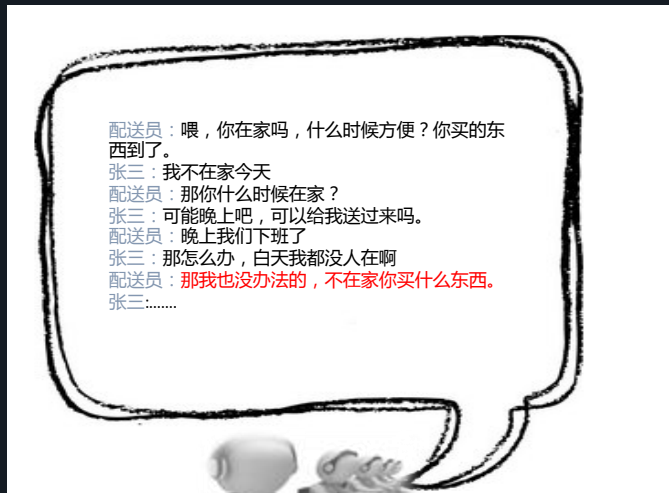 配送员：喂，你在家吗，什么时候方便？你买的东
西到了。
张三：我不在家今天
配送员：那你什么时候在家？
张三：可能晚上吧，可以给我送过来吗。
配送员：晚上我们下班了
张三：那怎么办，白天我都没人在啊
配送员：那我也没办法的，不在家你买什么东西。
张三:.......